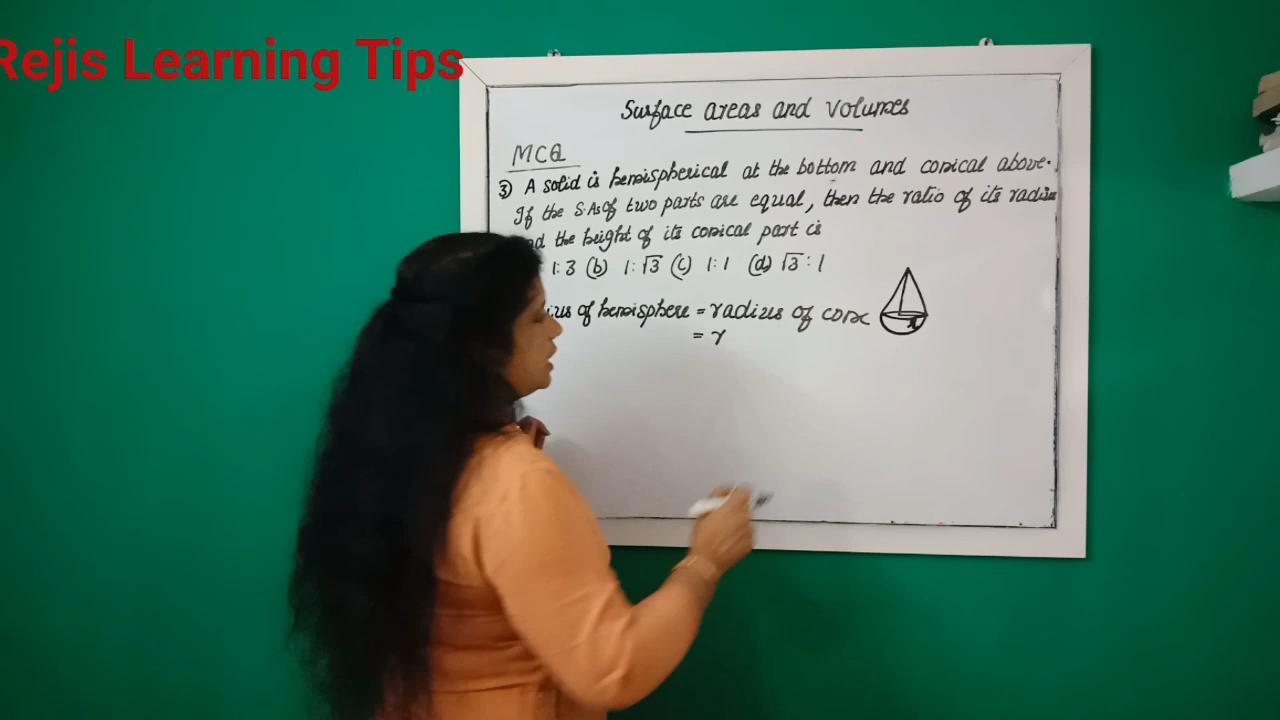 Rejis Learning Tips
Surface areas and volumes
MCQ
③ A solid is hemispherical at the bottom and conical above.
If the S.As of two parts are equal, then the ratio of its radius
the height of its conical part is
1:3 (b) 1:√3 (c) 1:1 (d) √3:1
of hemisphere = radius of cone
= r
r